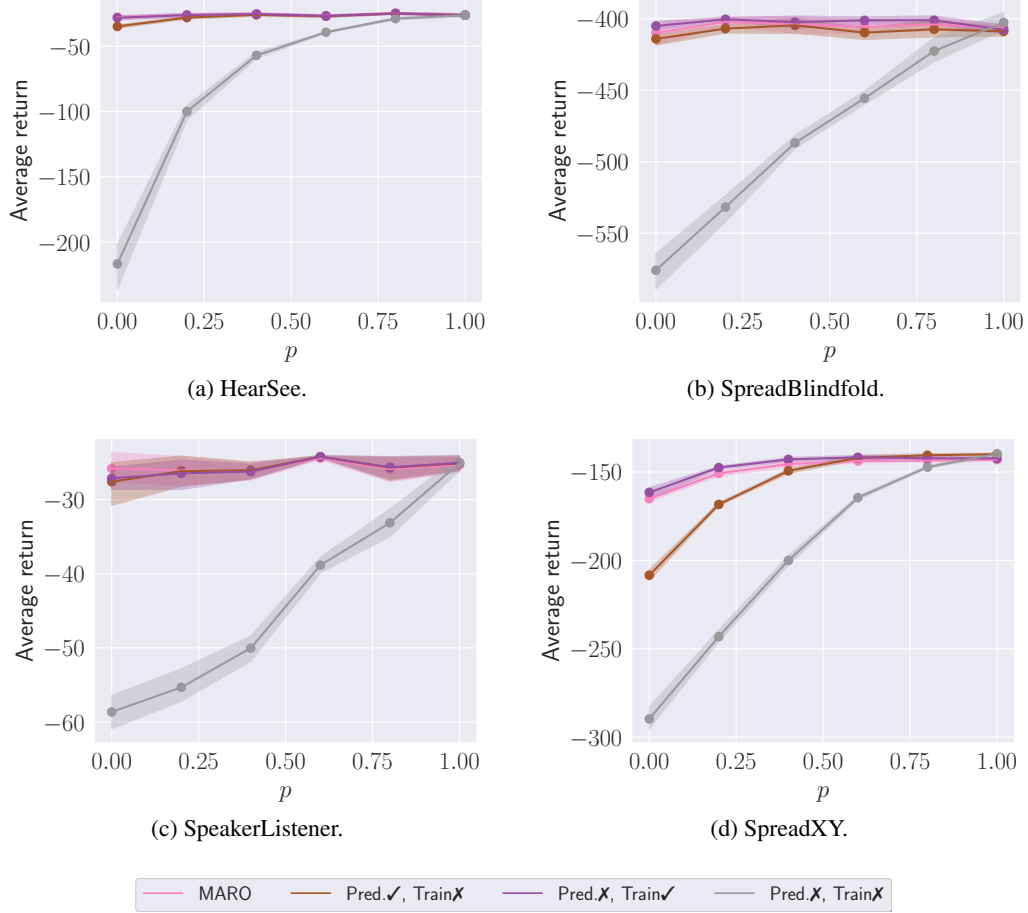 −50
−100
−150
−200
Average return
0.00 0.25 0.50 0.75 1.00
p
(a) HearSee.
−400
−450
−500
−550
Average return
0.00 0.25 0.50 0.75 1.00
p
(b) SpreadBlindfold.
−30
−40
−50
−60
Average return
0.00 0.25 0.50 0.75 1.00
p
(c) SpeakerListener.
−150
−200
−250
−300
Average return
0.00 0.25 0.50 0.75 1.00
p
(d) SpreadXY.
MARO Pred.✓, Train✗ Pred.✗, Train✓ Pred.✗, Train✗